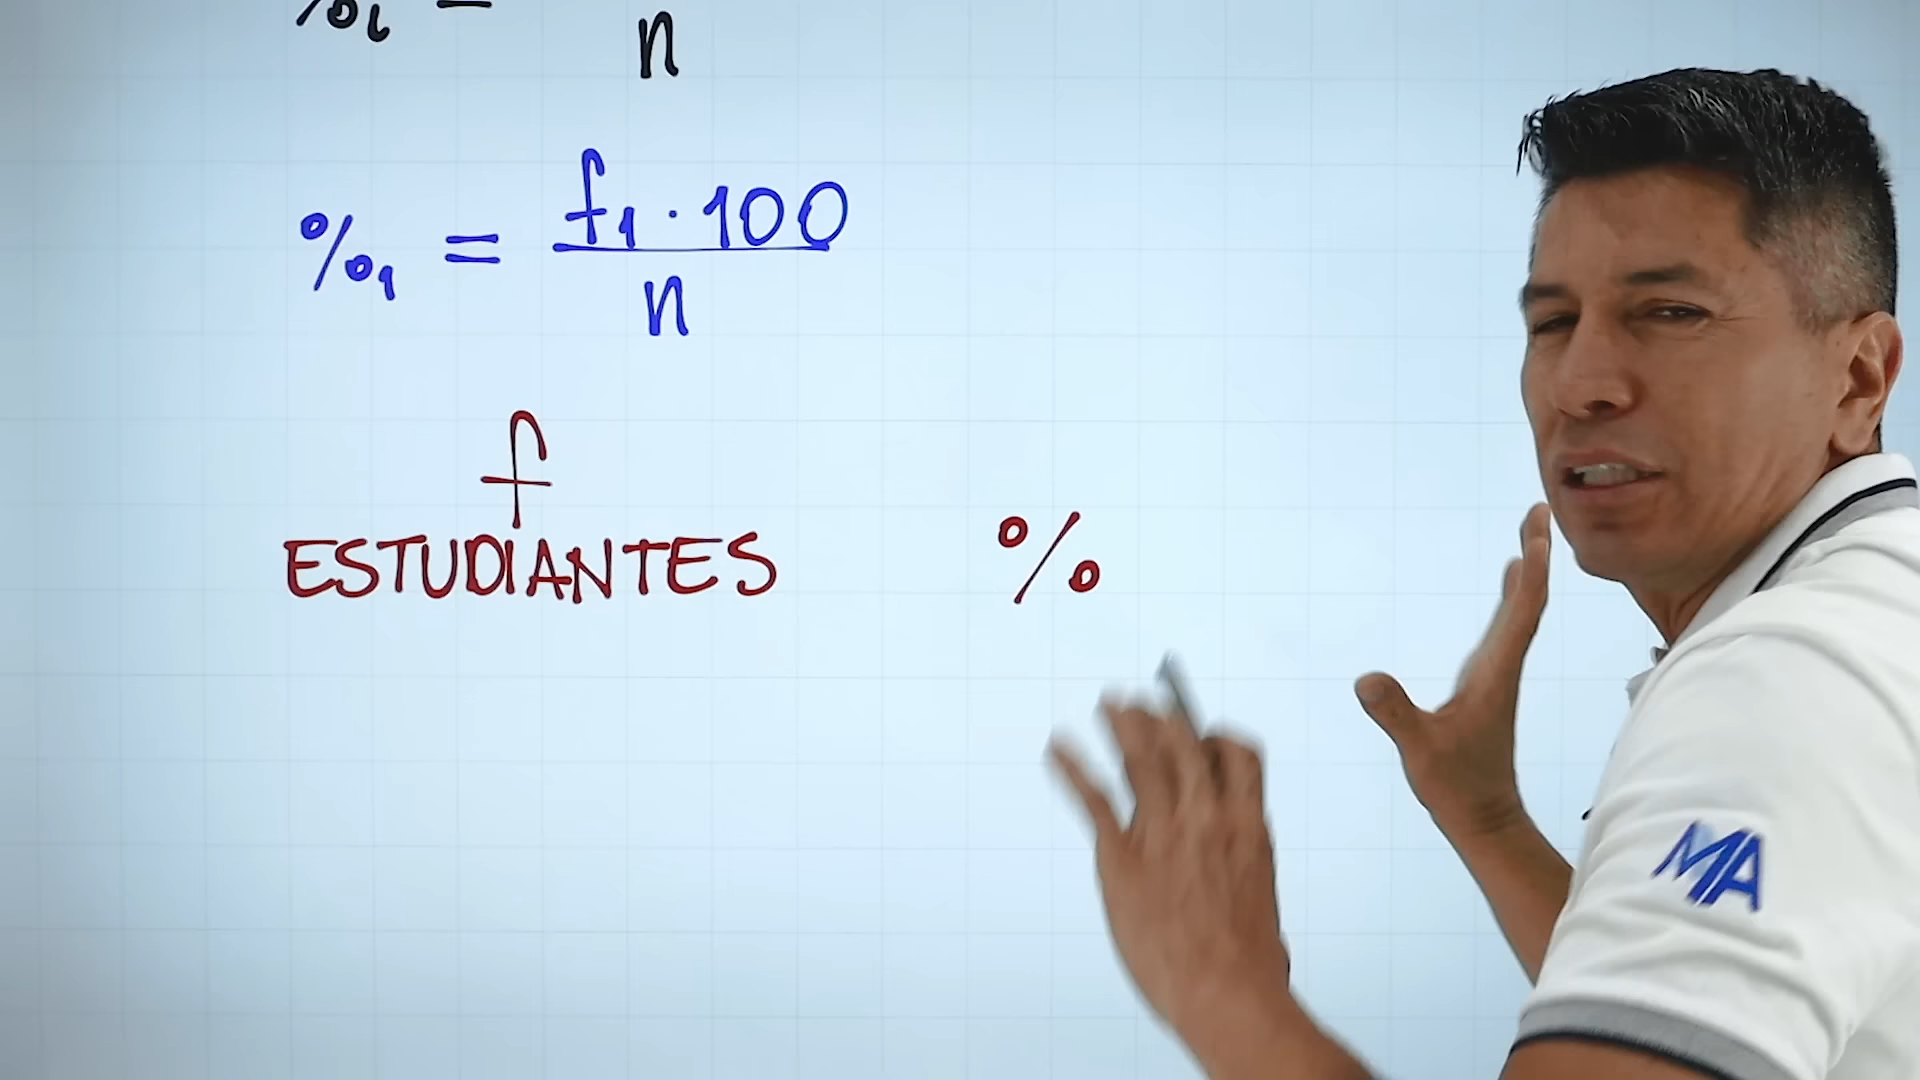 %i =
n
%1 = f1 · 100
n
f
ESTUDIANTES %
MA